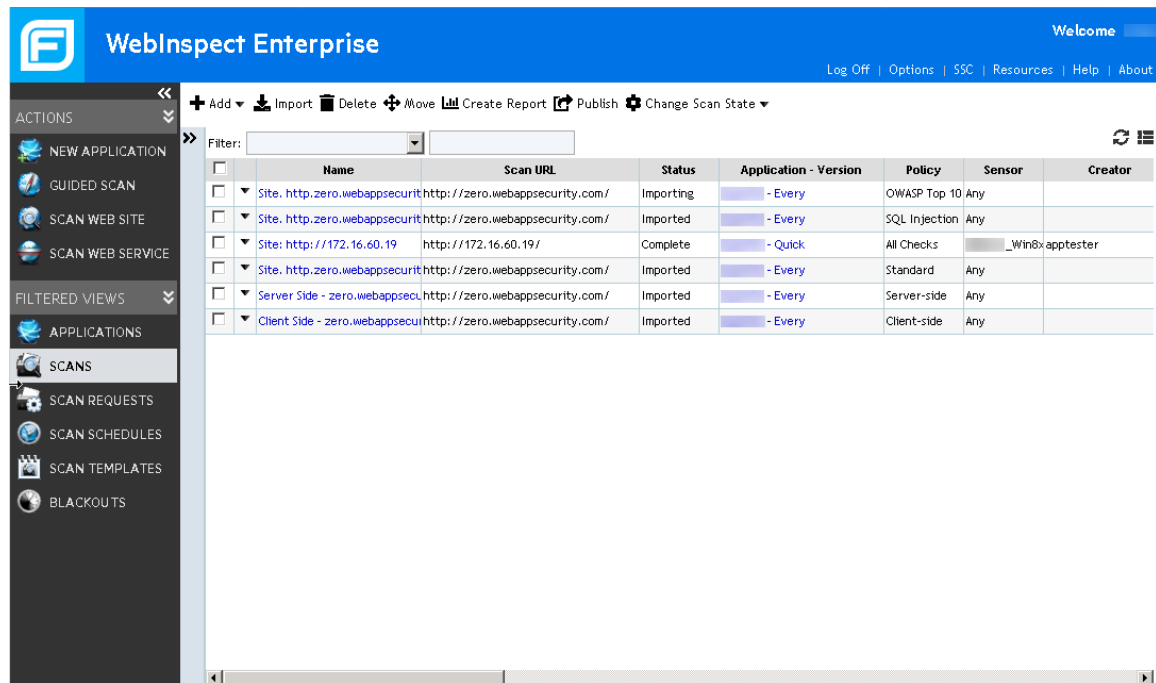 WebInspect Enterprise
Welcome
Log Off | Options | SSC | Resources | Help | About
ACTIONS
NEW APPLICATION
GUIDED SCAN
SCAN WEB SITE
SCAN WEB SERVICE
FILTERED VIEWS
APPLICATIONS
SCANS
SCAN REQUESTS
SCAN SCHEDULES
SCAN TEMPLATES
BLACKOUTS
Add Import Delete Move Create Report Publish Change Scan State
Filter:
Name Scan URL Status Application - Version Policy Sensor Creator
Site. http.zero.webappsecurit http://zero.webappsecurity.com/ Importing - Every OWASP Top 10 Any
Site. http.zero.webappsecurit http://zero.webappsecurity.com/ Imported - Every SQL Injection Any
Site: http://172.16.60.19 http://172.16.60.19/ Complete - Quick All Checks _Win8x apptester
Site. http.zero.webappsecurit http://zero.webappsecurity.com/ Imported - Every Standard Any
Server Side - zero.webappsecu http://zero.webappsecurity.com/ Imported - Every Server-side Any
Client Side - zero.webappsecui http://zero.webappsecurity.com/ Imported - Every Client-side Any